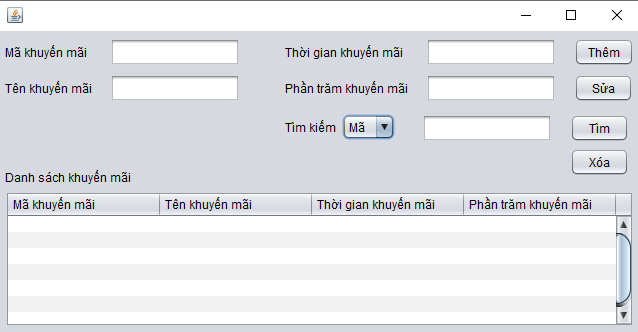 Mã khuyến mãi Thời gian khuyến mãi Thêm
Tên khuyến mãi Phần trăm khuyến mãi Sửa
Tìm kiếm Mã Tìm
Xóa
Danh sách khuyến mãi
Mã khuyến mãi Tên khuyến mãi Thời gian khuyến mãi Phần trăm khuyến mãi